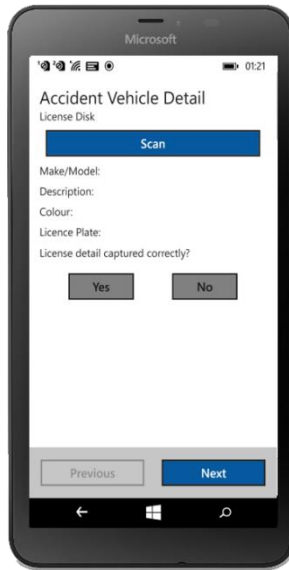 Microsoft
01:21
Accident Vehicle Detail
License Disk
Scan
Make/Model:
Description:
Colour:
Licence Plate:
License detail captured correctly?
Yes No
Previous Next